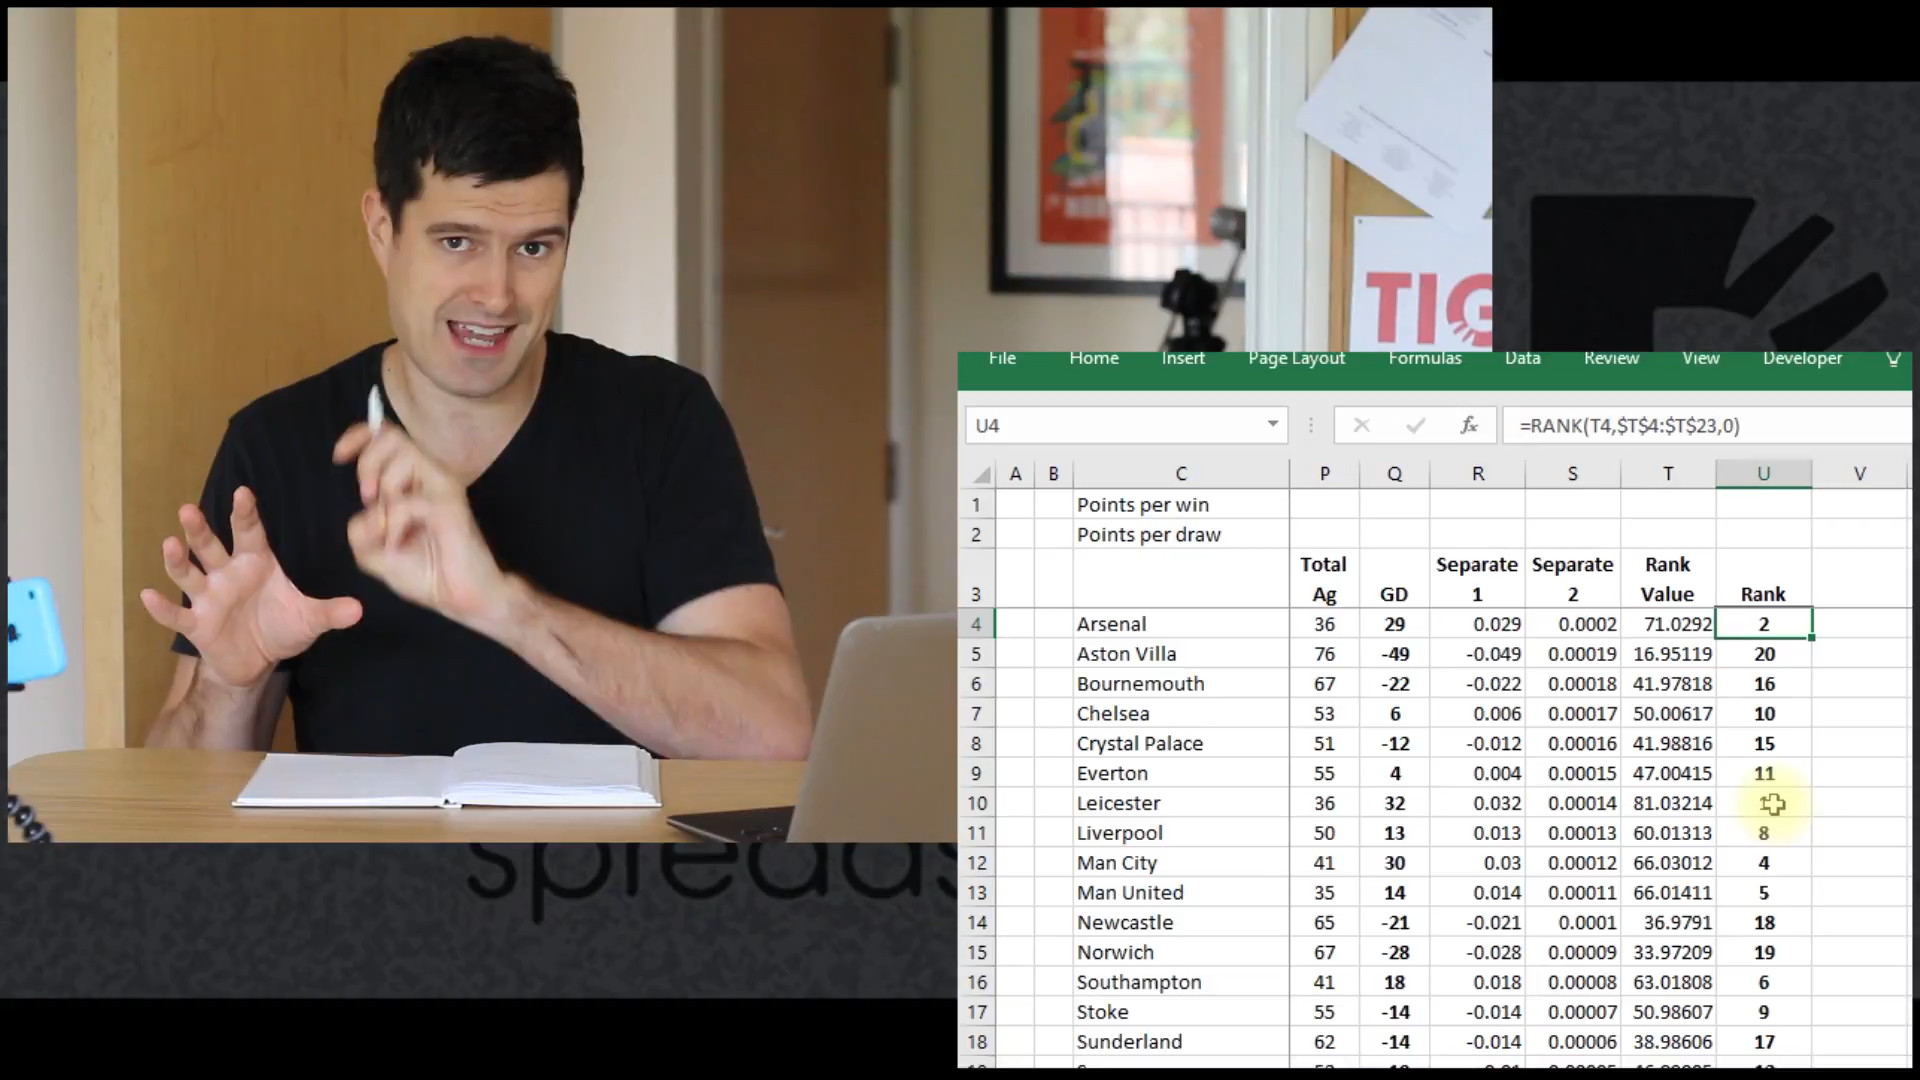 TIG
File Home Insert Page Layout Formulas Data Review View Developer
U4 fx =RANK(T4,$T$4:$T$23,0)
A B C P Q R S T U V
1 Points per win
2 Points per draw
Total Separate Separate Rank
3 Ag GD 1 2 Value Rank
4 Arsenal 36 29 0.029 0.0002 71.0292 2
5 Aston Villa 76 -49 -0.049 0.00019 16.95119 20
6 Bournemouth 67 -22 -0.022 0.00018 41.97818 16
7 Chelsea 53 6 0.006 0.00017 50.00617 10
8 Crystal Palace 51 -12 -0.012 0.00016 41.98816 15
9 Everton 55 4 0.004 0.00015 47.00415 11
10 Leicester 36 32 0.032 0.00014 81.03214 1
11 Liverpool 50 13 0.013 0.00013 60.01313 8
12 Man City 41 30 0.03 0.00012 66.03012 4
13 Man United 35 14 0.014 0.00011 66.01411 5
14 Newcastle 65 -21 -0.021 0.0001 36.9791 18
15 Norwich 67 -28 -0.028 0.00009 33.97209 19
16 Southampton 41 18 0.018 0.00008 63.01808 6
17 Stoke 55 -14 -0.014 0.00007 50.98607 9
18 Sunderland 62 -14 -0.014 0.00006 38.98606 17
spreads